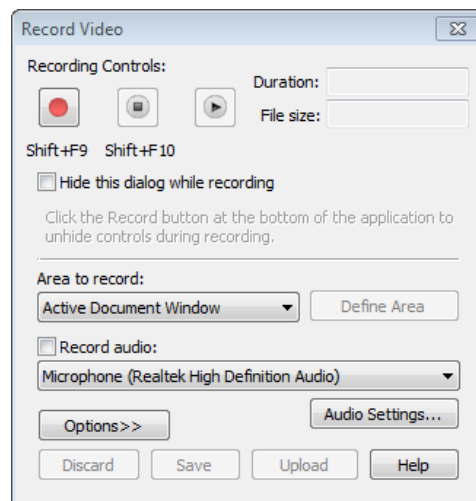 Record Video
Recording Controls:
Duration:
File size:
Shift+F9 Shift+F10
Hide this dialog while recording
Click the Record button at the bottom of the application to
unhide controls during recording.
Area to record:
Active Document Window
Define Area
Record audio:
Microphone (Realtek High Definition Audio)
Options>>
Audio Settings...
Discard
Save
Upload
Help